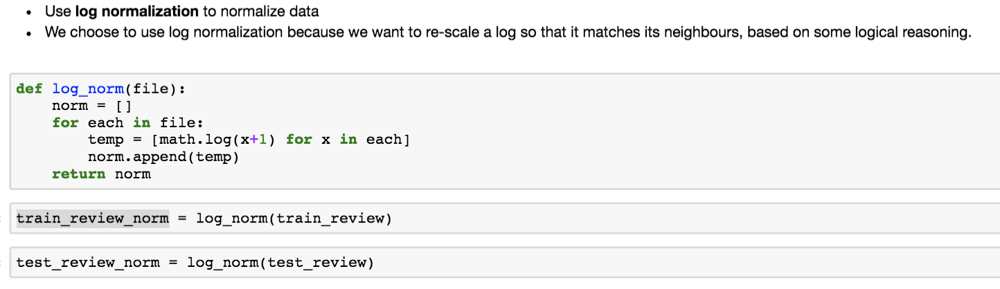 • Use log normalization to normalize data
• We choose to use log normalization because we want to re-scale a log so that it matches its neighbours, based on some logical reasoning.
def log_norm(file):
    norm = []
    for each in file:
        temp = [math.log(x+1) for x in each]
        norm.append(temp)
    return norm
train_review_norm = log_norm(train_review)
test_review_norm = log_norm(test_review)